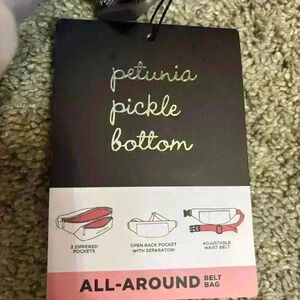 petunia
pickle
bottom
2 ZIPPERED
POCKETS
OPEN BACK POCKET
WITH SEPARATION
ADJUSTABLE
WAIST BELT
ALL-AROUND BELT
BAG